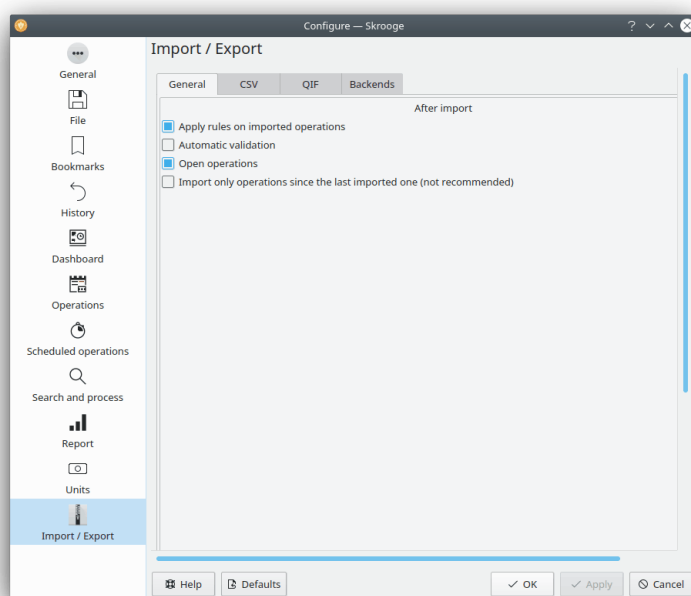 Configure — Skrooge
General
File
Bookmarks
History
Dashboard
Operations
Scheduled operations
Search and process
Report
Units
Import / Export
Import / Export
General CSV QIF Backends
After import
Apply rules on imported operations
Automatic validation
Open operations
Import only operations since the last imported one (not recommended)
Help Defaults OK Apply Cancel